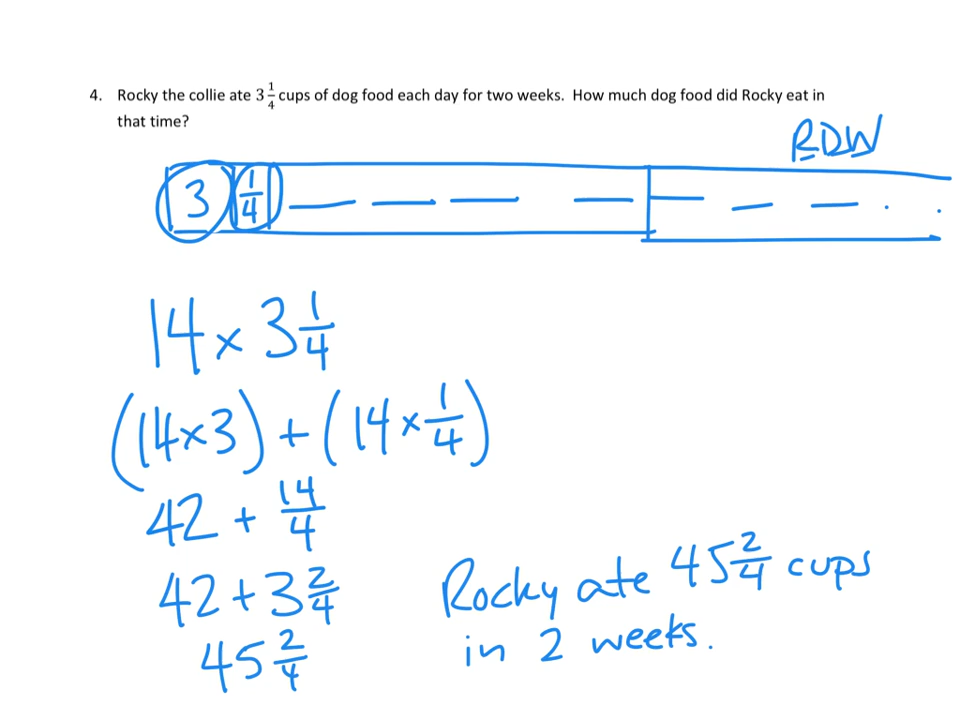 4. Rocky the collie ate 3 1/4 cups of dog food each day for two weeks. How much dog food did Rocky eat in
that time?
RDW
3 1/4
14 × 3 1/4
(14×3) + (14 × 1/4)
42 + 14/4
42 + 3 2/4
45 2/4
Rocky ate 45 2/4 cups
in 2 weeks.